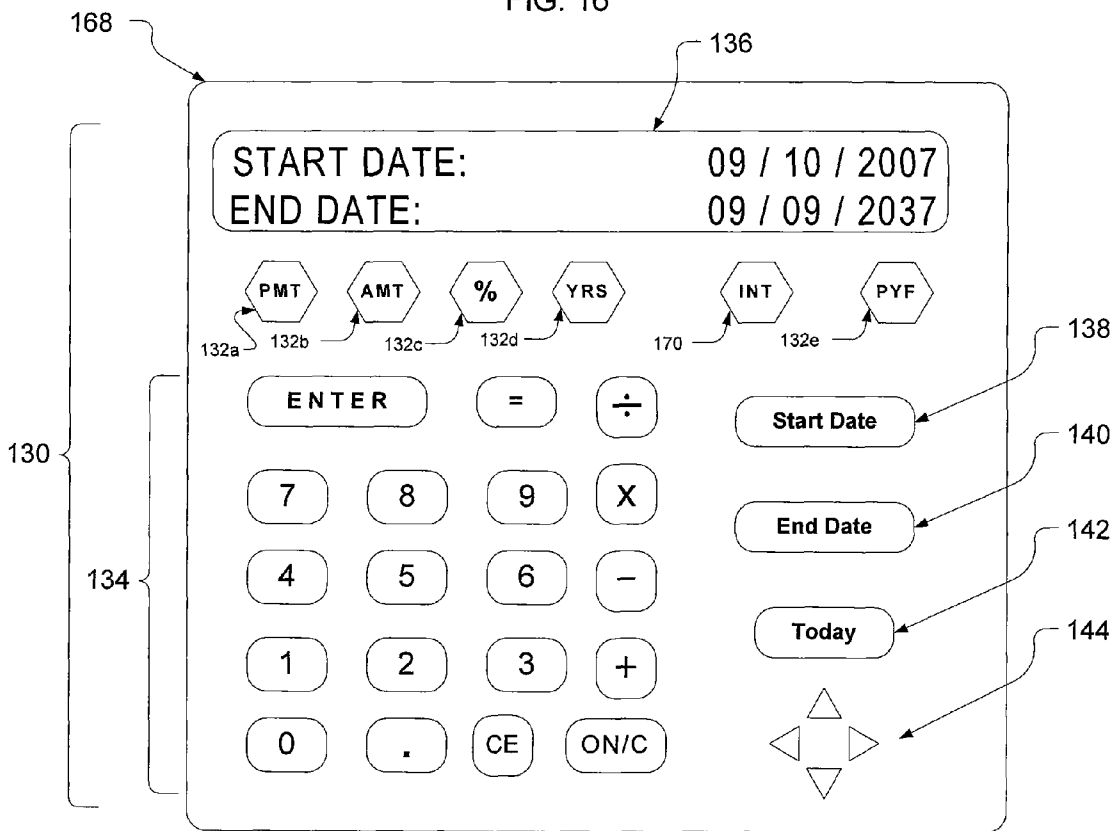 FIG. 16
168
136
START DATE: 09 / 10 / 2007
END DATE: 09 / 09 / 2037
PMT AMT % YRS INT PYF
132a 132b 132c 132d 170 132e
138
ENTER = ÷ Start Date
140
130
7 8 9 X End Date
142
134
4 5 6 −
Today
144
1 2 3 +
0 . CE ON/C